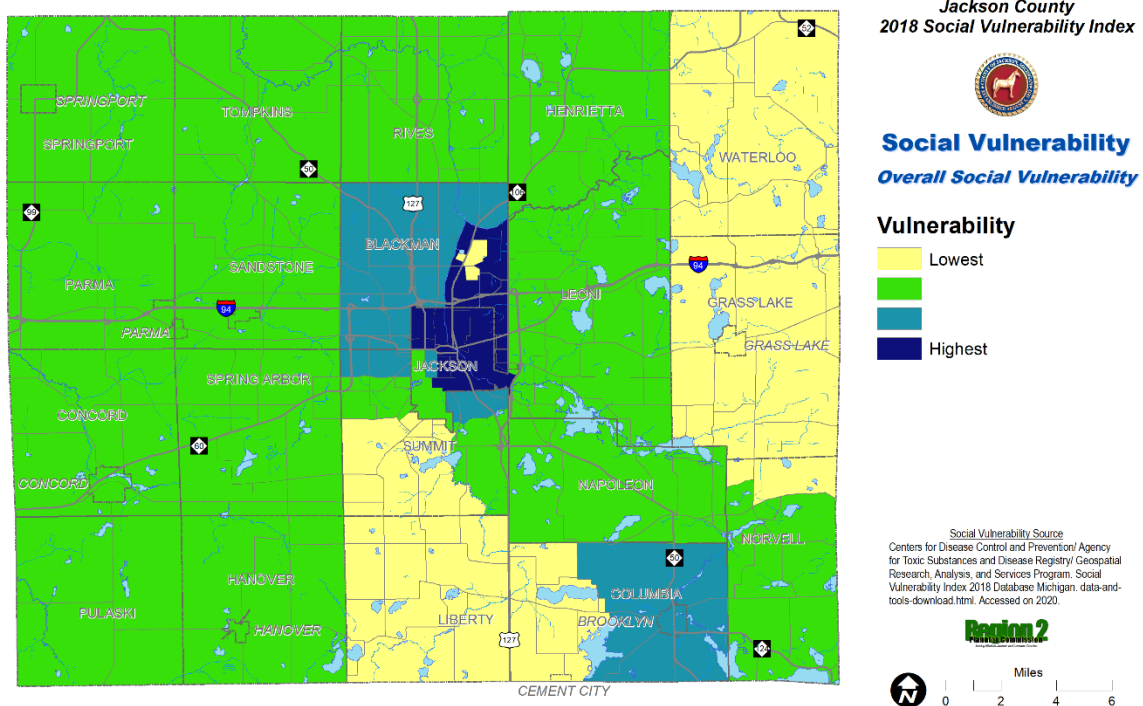 Jackson County
2018 Social Vulnerability Index
Social Vulnerability
Overall Social Vulnerability
Vulnerability
Lowest
Highest
52
SPRINGPORT
TOMPKINS
HENRIETTA
RIVES
SPRINGPORT
WATERLOO
50
106
127
99
BLACKMAN
SANDSTONE
94
PARMA
LEONI
94
GRASS LAKE
PARMA
GRASS LAKE
JACKSON
SPRING ARBOR
CONCORD
60
SUMMIT
CONCORD
NAPOLEON
NORVELL
50
HANOVER
COLUMBIA
PULASKI
LIBERTY
BROOKLYN
HANOVER
127
124
CEMENT CITY
Social Vulnerability Source
Centers for Disease Control and Prevention/ Agency
for Toxic Substances and Disease Registry/ Geospatial
Research, Analysis, and Services Program. Social
Vulnerability Index 2018 Database Michigan. data-and-
tools-download.html. Accessed on 2020.
Region 2
Planning Commission
Miles
N
0 1 2 4 6